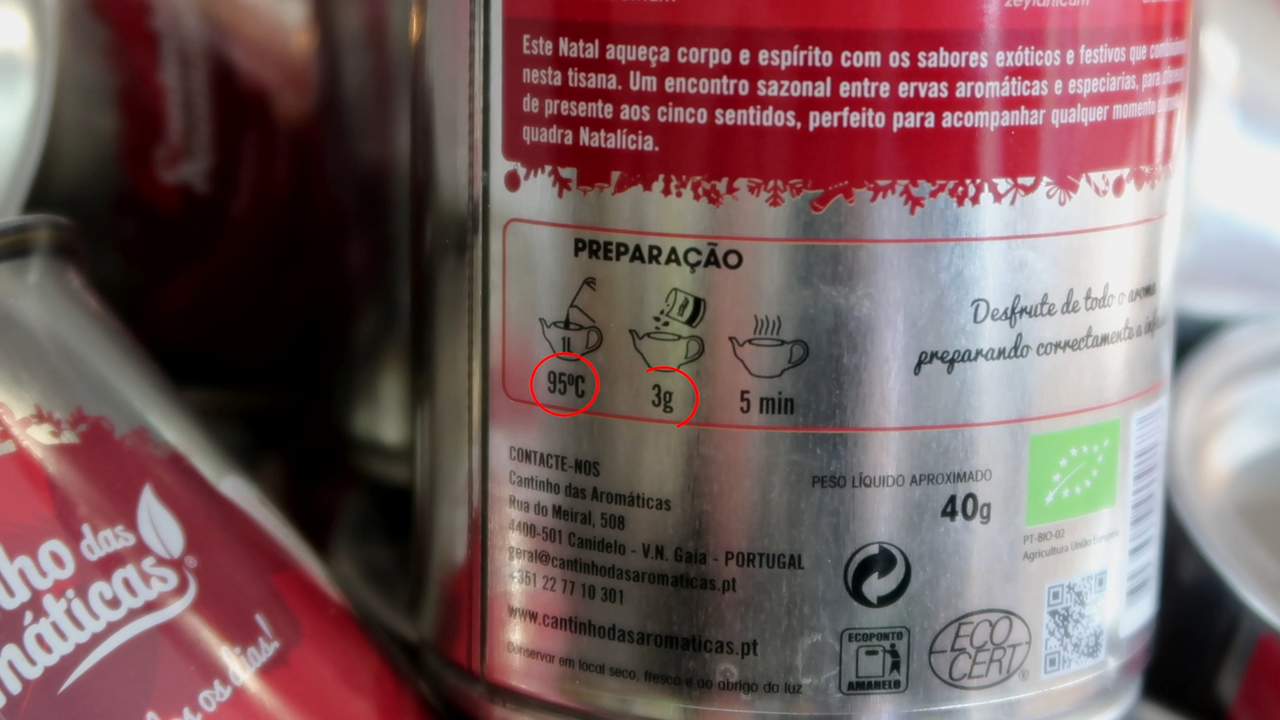 zeylanicum
Este Natal aqueça corpo e espírito com os sabores exóticos e festivos que
nesta tisana. Um encontro sazonal entre ervas aromáticas e especiarias, para
de presente aos cinco sentidos, perfeito para acompanhar qualquer momento
quadra Natalícia.
PREPARAÇÃO
1L
95ºC
3g
5 min
Desfrute de todo o aroma
preparando correctamente a
CONTACTE-NOS
Cantinho das Aromáticas
Rua do Meiral, 508
4400-501 Canidelo - V.N. Gaia - PORTUGAL
geral@cantinhodasaromaticas.pt
+351 22 77 10 301
www.cantinhodasaromaticas.pt
Conservar em local seco, fresco e ao abrigo da luz
PESO LÍQUIDO APROXIMADO
40g
PT-BIO-02
Agricultura União Europeia
ECOPONTO
AMARELO
ECO
CERT
®
nho das
máticas®
os dias!